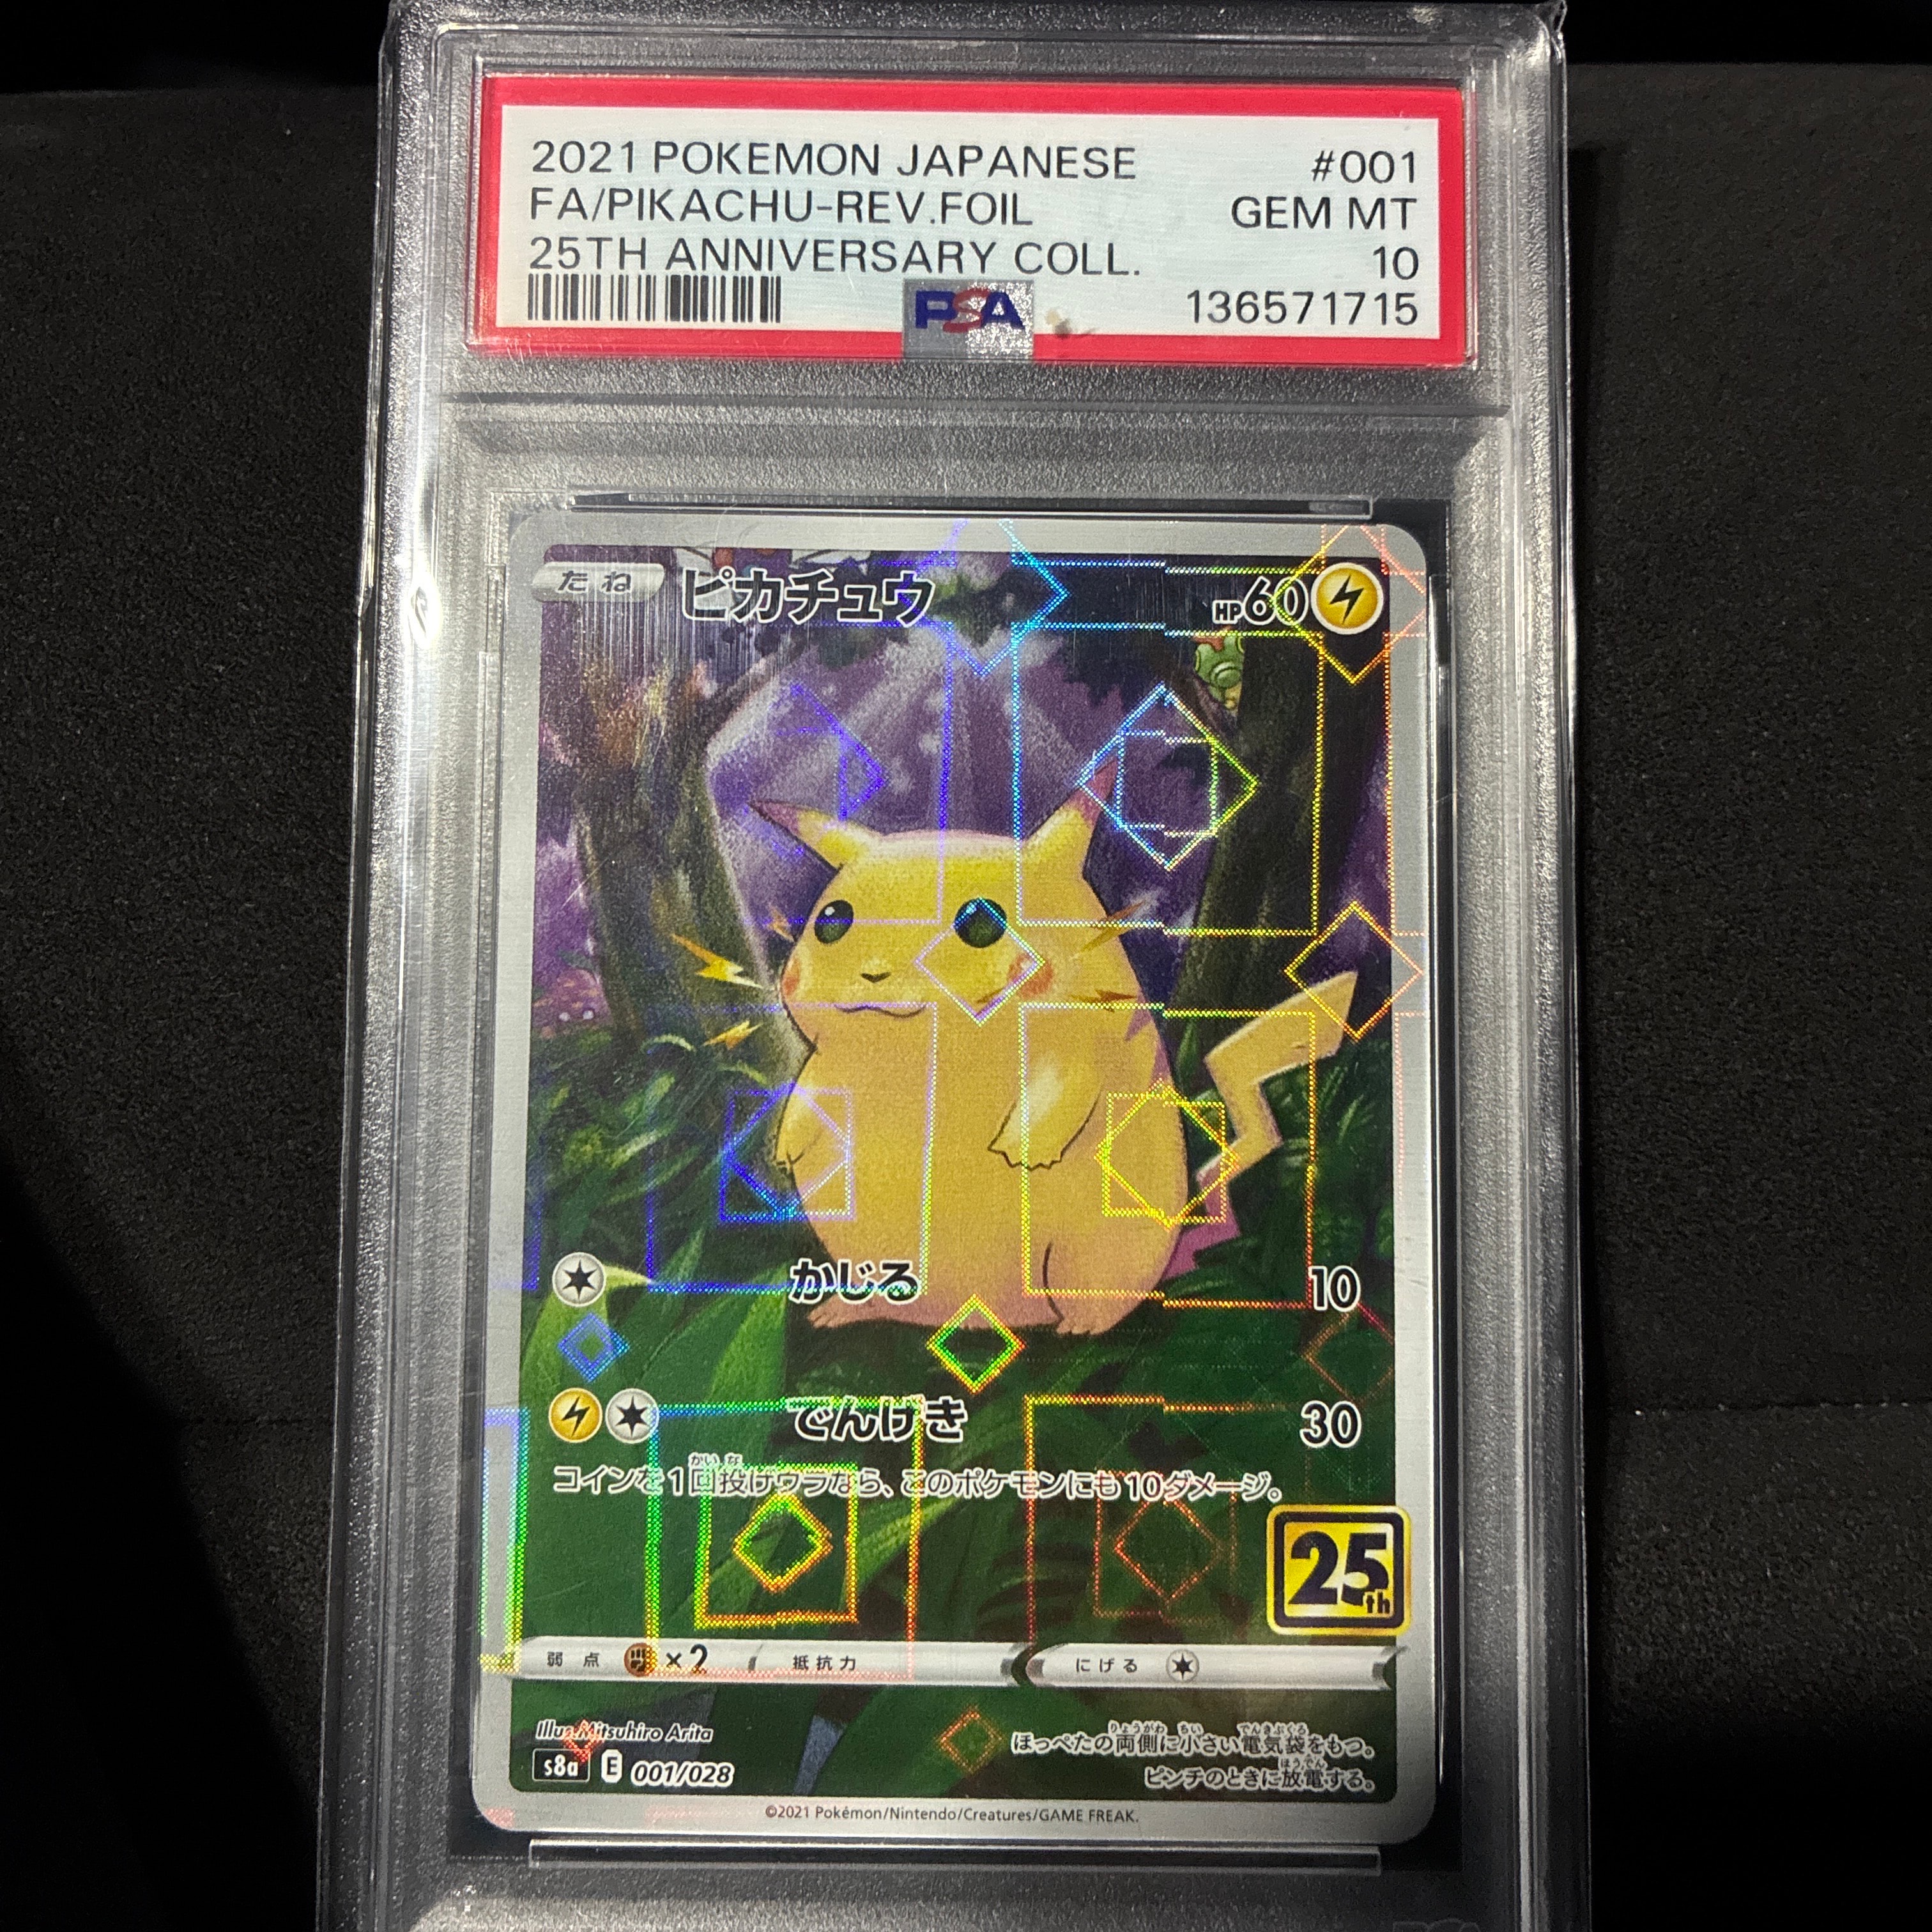 2021 POKEMON JAPANESE #001
FA/PIKACHU-REV.FOIL GEM MT
25TH ANNIVERSARY COLL. 10
PSA 136571715
たね ピカチュウ HP60
かじる 10
でんげき 30
コインを1回投げウラなら、このポケモンにも10ダメージ。
25th
弱点 ×2 抵抗力 にげる
Illus. Mitsuhiro Arita
s8a E 001/028
ほっぺたの両側に小さい電気袋をもつ。
ピンチのときに放電する。
©2021 Pokémon/Nintendo/Creatures/GAME FREAK.